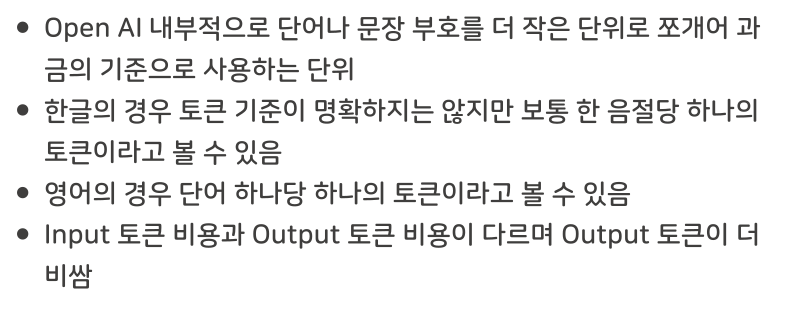 • Open AI 내부적으로 단어나 문장 부호를 더 작은 단위로 쪼개어 과
금의 기준으로 사용하는 단위
• 한글의 경우 토큰 기준이 명확하지는 않지만 보통 한 음절당 하나의
토큰이라고 볼 수 있음
• 영어의 경우 단어 하나당 하나의 토큰이라고 볼 수 있음
• Input 토큰 비용과 Output 토큰 비용이 다르며 Output 토큰이 더
비쌈